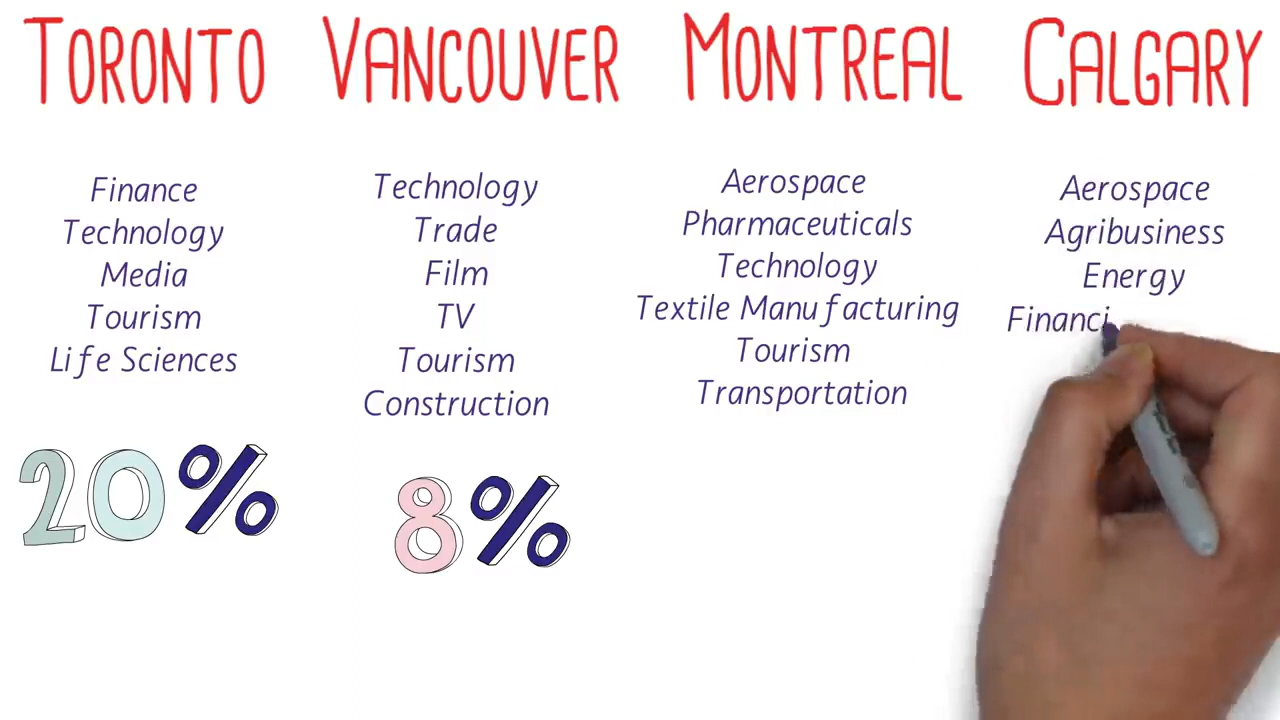 TORONTO
Finance
Technology
Media
Tourism
Life Sciences
20%
VANCOUVER
Technology
Trade
Film
TV
Tourism
Construction
8%
MONTREAL
Aerospace
Pharmaceuticals
Technology
Textile Manufacturing
Tourism
Transportation
CALGARY
Aerospace
Agribusiness
Energy
Financi